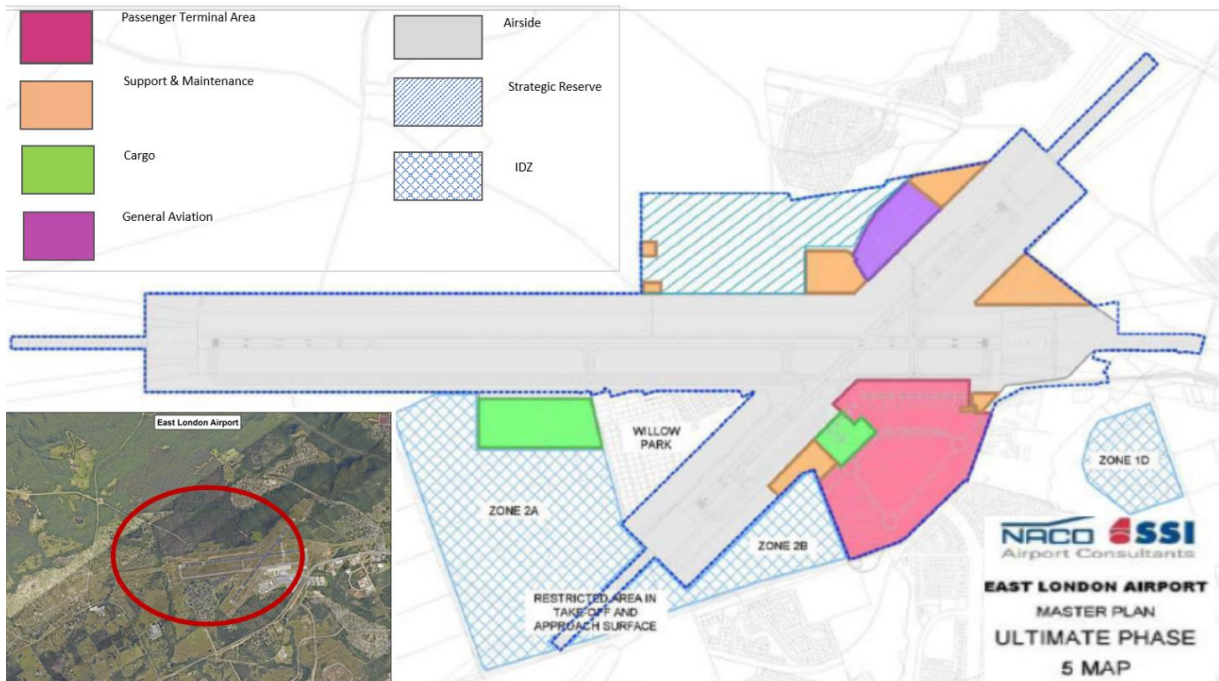 Passenger Terminal Area
Support & Maintenance
Cargo
General Aviation
Airside
Strategic Reserve
IDZ
East London Airport
WILLOW
PARK
ZONE 2A
ZONE 2B
ZONE 1D
RESTRICTED AREA IN
TAKE OFF AND
APPROACH SURFACE
NACO SSI
Airport Consultants
EAST LONDON AIRPORT
MASTER PLAN
ULTIMATE PHASE
5 MAP